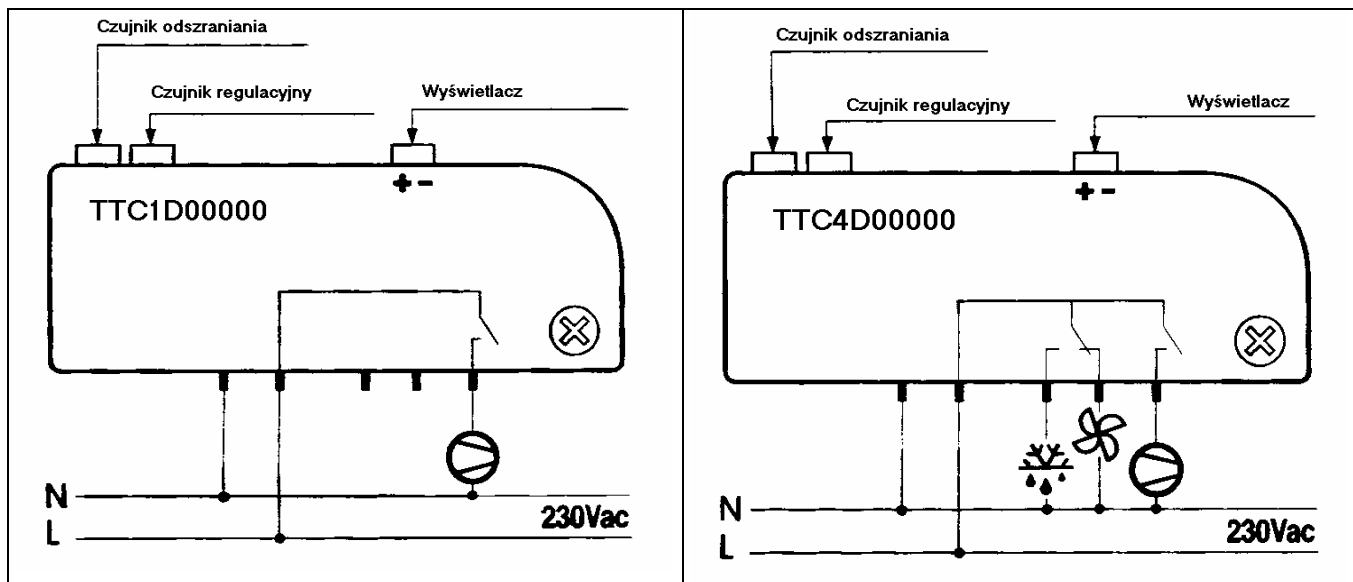 Czujnik odszraniania
Czujnik regulacyjny
Wyświetlacz
+ -
TTC1D00000
N
L
230Vac
Czujnik odszraniania
Czujnik regulacyjny
Wyświetlacz
+ -
TTC4D00000
N
L
230Vac